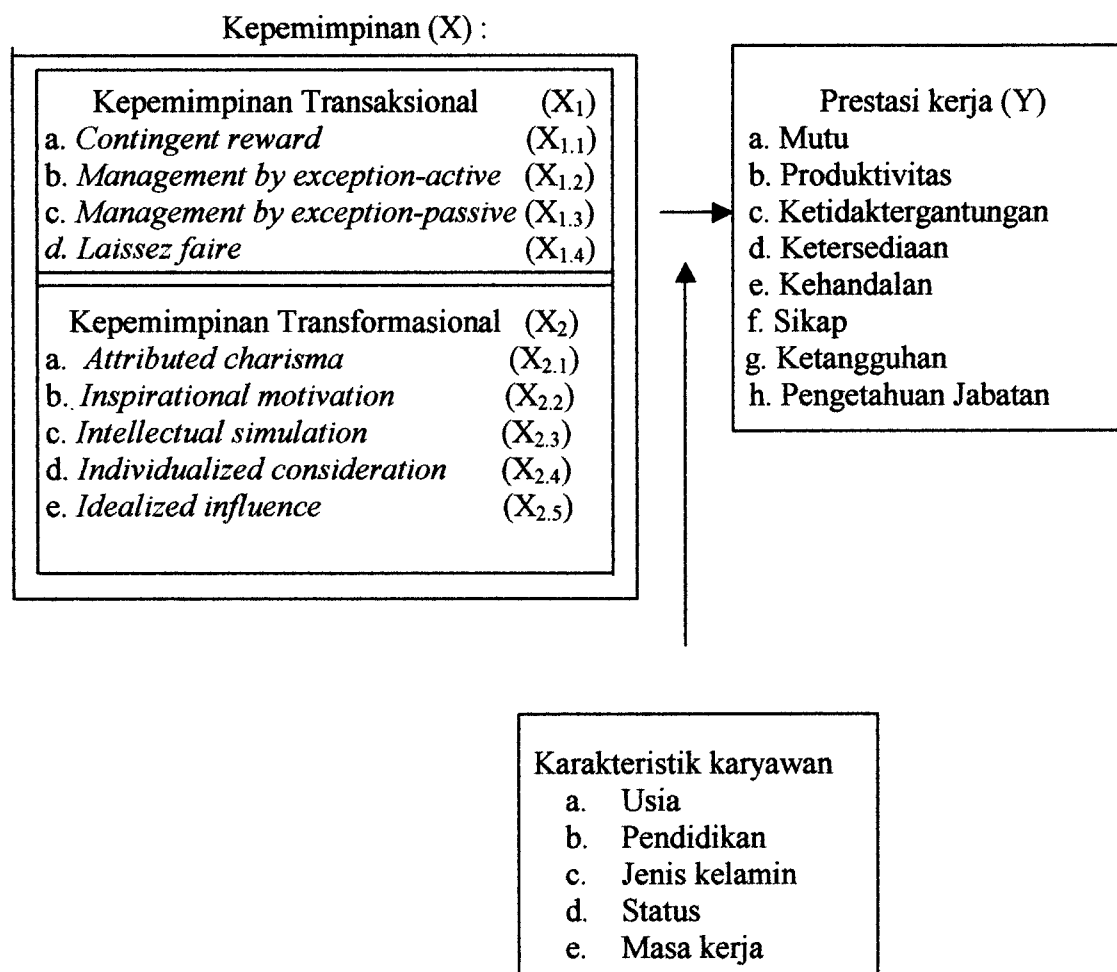 Kepemimpinan (X) :
Kepemimpinan Transaksional (X₁)
a. Contingent reward (X₁.₁)
b. Management by exception-active (X₁.₂)
c. Management by exception-passive (X₁.₃)
d. Laissez faire (X₁.₄)
Kepemimpinan Transformasional (X₂)
a. Attributed charisma (X₂.₁)
b.. Inspirational motivation (X₂.₂)
c. Intellectual simulation (X₂.₃)
d. Individualized consideration (X₂.₄)
e. Idealized influence (X₂.₅)
Prestasi kerja (Y)
a. Mutu
b. Produktivitas
c. Ketidaktergantungan
d. Ketersediaan
e. Kehandalan
f. Sikap
g. Ketangguhan
h. Pengetahuan Jabatan
Karakteristik karyawan
a. Usia
b. Pendidikan
c. Jenis kelamin
d. Status
e. Masa kerja